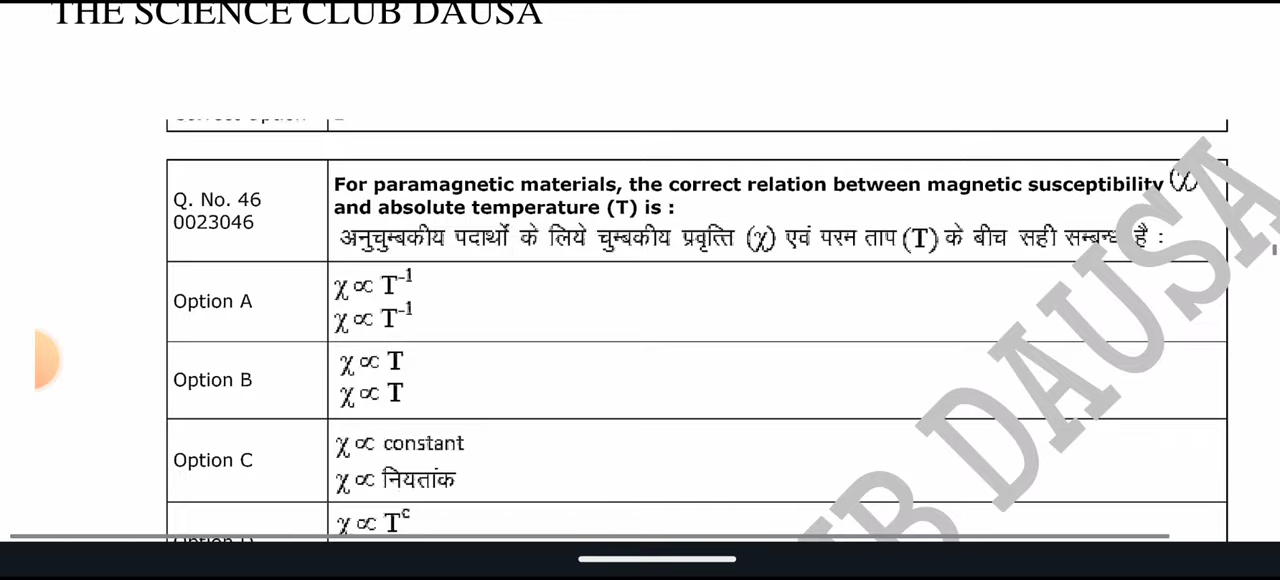 THE SCIENCE CLUB DAUSA
Q. No. 46
0023046
For paramagnetic materials, the correct relation between magnetic susceptibility (χ)
and absolute temperature (T) is :
अनुचुम्बकीय पदार्थो के लिये चुम्बकीय प्रवृत्ति (χ) एवं परम ताप (T) के बीच सही सम्बन्ध है :
Option A
χ ∝ T⁻¹
χ ∝ T⁻¹
Option B
χ ∝ T
χ ∝ T
Option C
χ ∝ constant
χ ∝ नियतांक
χ ∝ Tᶜ
DAUSA